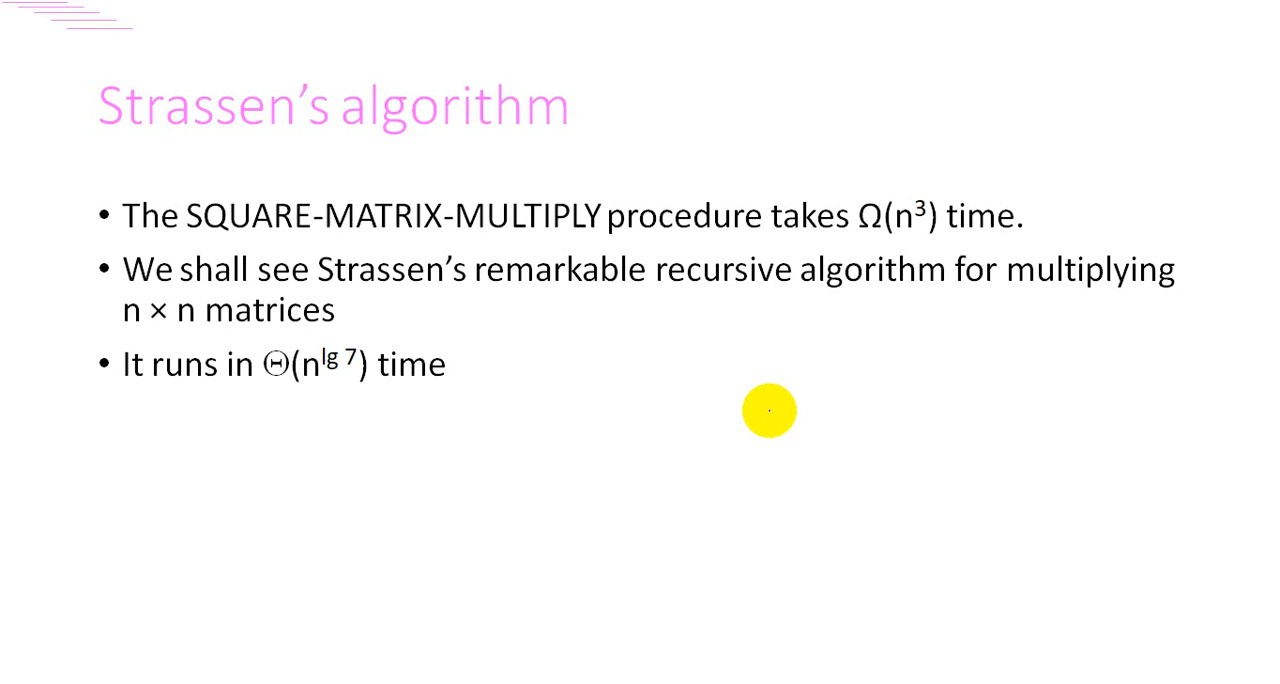 Strassen’s algorithm
• The SQUARE-MATRIX-MULTIPLY procedure takes Ω(n³) time.
• We shall see Strassen’s remarkable recursive algorithm for multiplying
n × n matrices
• It runs in Θ(n^lg 7) time